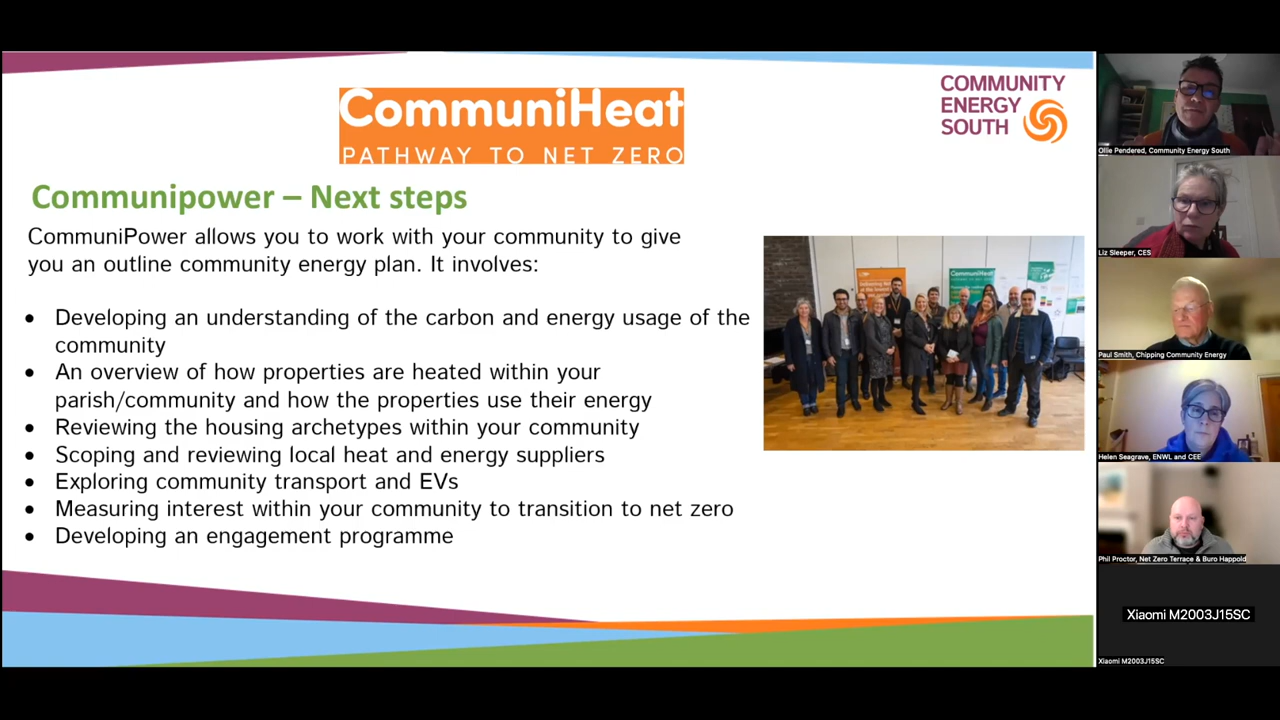 CommuniHeat
PATHWAY TO NET ZERO
COMMUNITY
ENERGY
SOUTH
Communipower – Next steps
CommuniPower allows you to work with your community to give
you an outline community energy plan. It involves:
• Developing an understanding of the carbon and energy usage of the
community
• An overview of how properties are heated within your
parish/community and how the properties use their energy
• Reviewing the housing archetypes within your community
• Scoping and reviewing local heat and energy suppliers
• Exploring community transport and EVs
• Measuring interest within your community to transition to net zero
• Developing an engagement programme
CommuniHeat
Ollie Pendered, Community Energy South
Liz Sleeper, CES
Paul Smith, Chipping Community Energy
Helen Seagrave, ENWL and CEE
Phil Proctor, Net Zero Terrace & Buro Happold
Xiaomi M2003J15SC
Xiaomi M2003J15SC